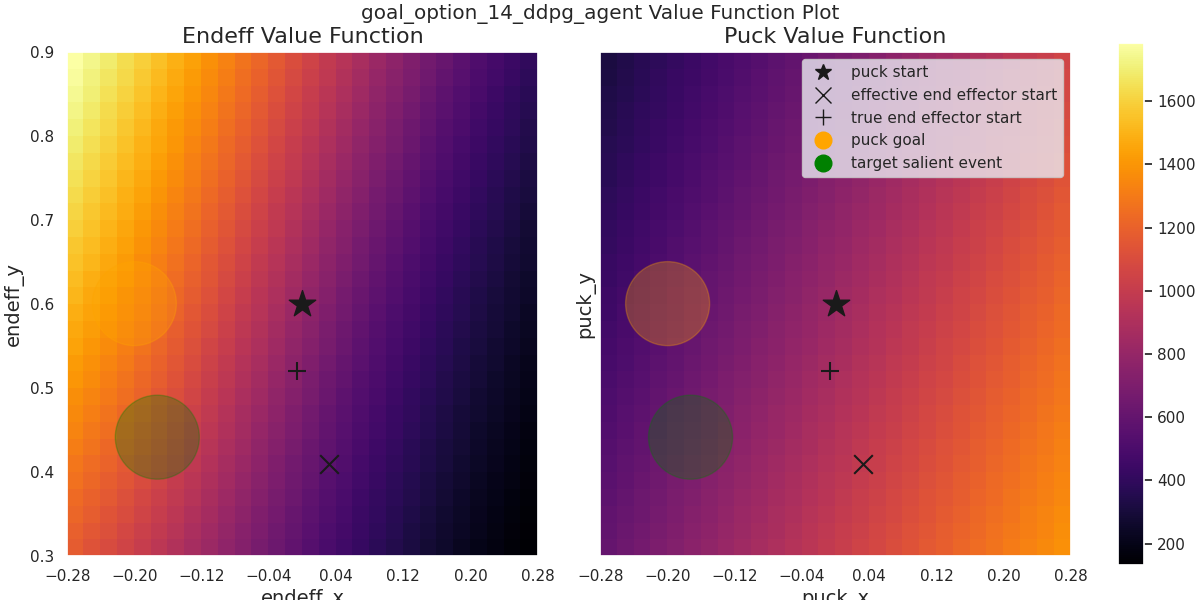 goal_option_14_ddpg_agent Value Function Plot
Endeff Value Function
Puck Value Function
0.9
0.8
0.7
0.6
0.5
0.4
0.3
endeff_y
−0.28 −0.20 −0.12 −0.04 0.04 0.12 0.20 0.28
endeff_x
puck_y
puck start
effective end effector start
true end effector start
puck goal
target salient event
−0.28 −0.20 −0.12 −0.04 0.04 0.12 0.20 0.28
puck_x
1600
1400
1200
1000
800
600
400
200